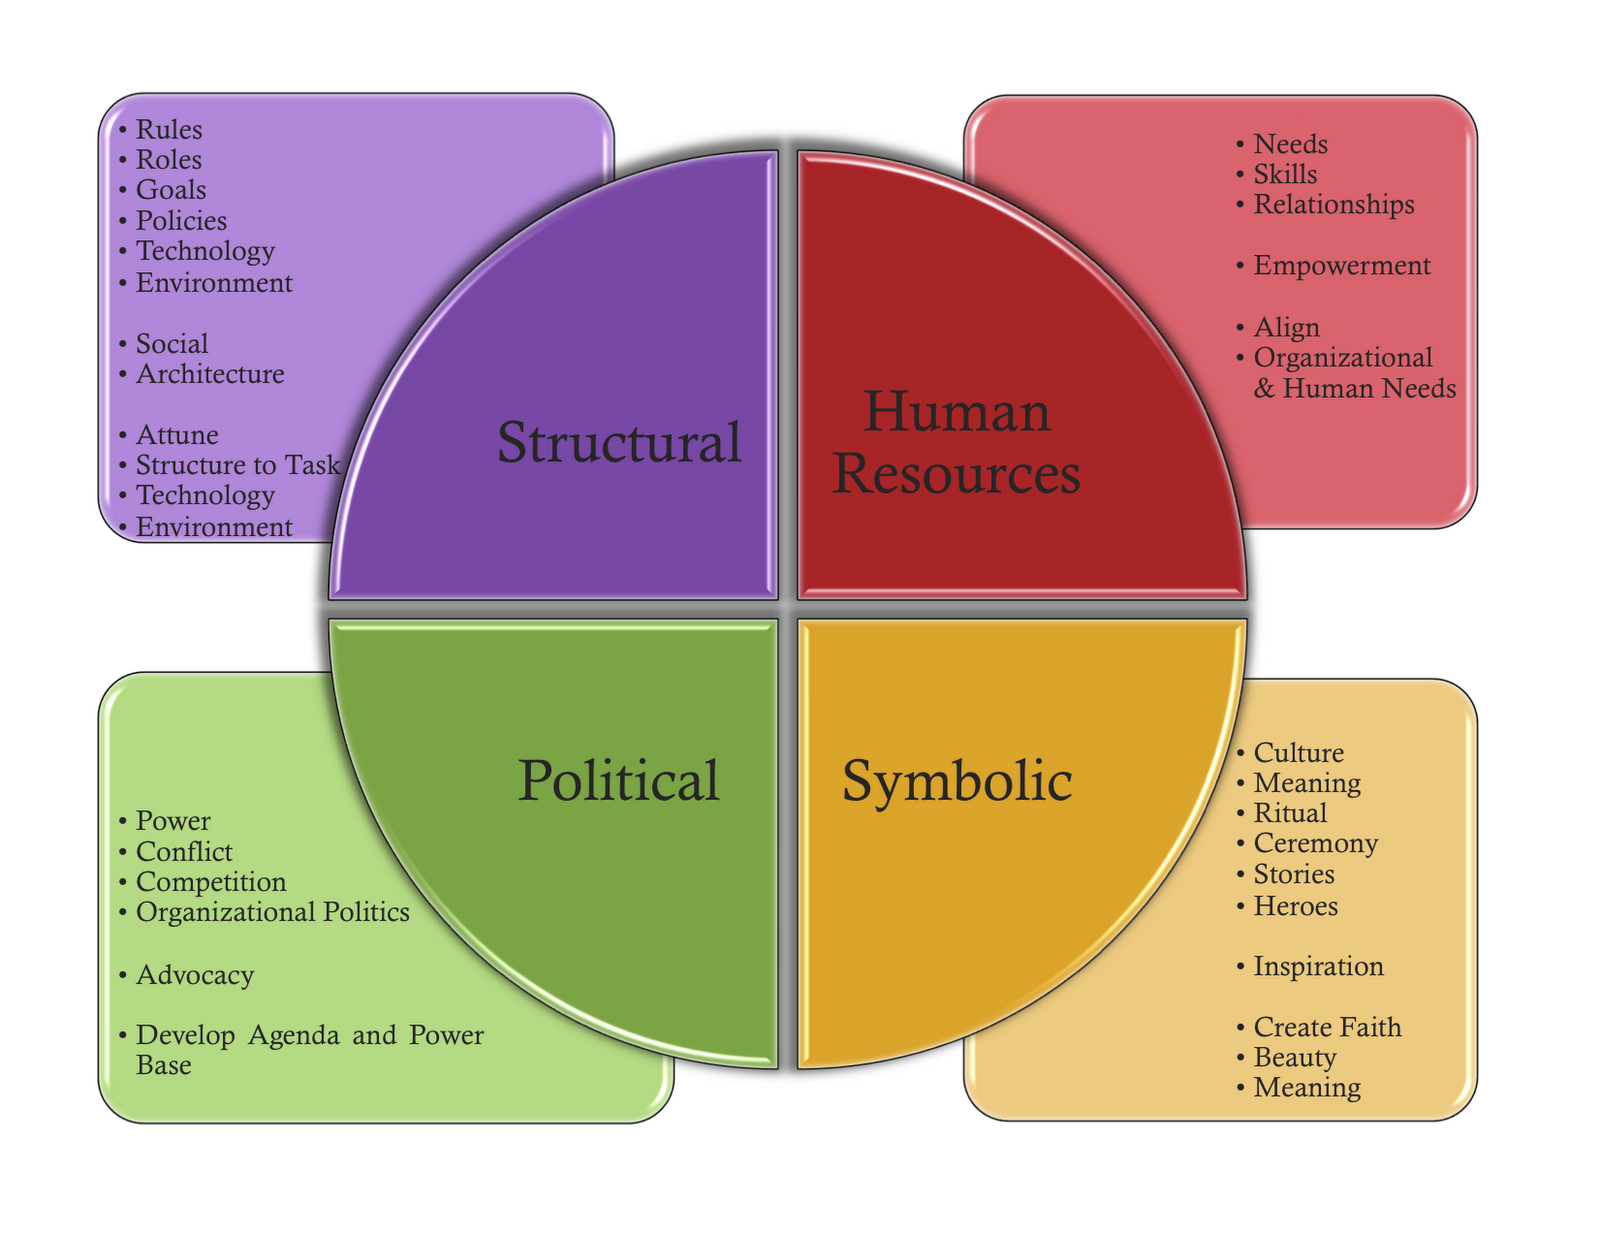 • Rules
• Roles
• Goals
• Policies
• Technology
• Environment
• Social
• Architecture
• Attune
• Structure to Task
• Technology
• Environment
Structural
Human
Resources
• Needs
• Skills
• Relationships
• Empowerment
• Align
• Organizational
& Human Needs
• Power
• Conflict
• Competition
• Organizational Politics
• Advocacy
• Develop Agenda and Power
Base
Political
Symbolic
• Culture
• Meaning
• Ritual
• Ceremony
• Stories
• Heroes
• Inspiration
• Create Faith
• Beauty
• Meaning